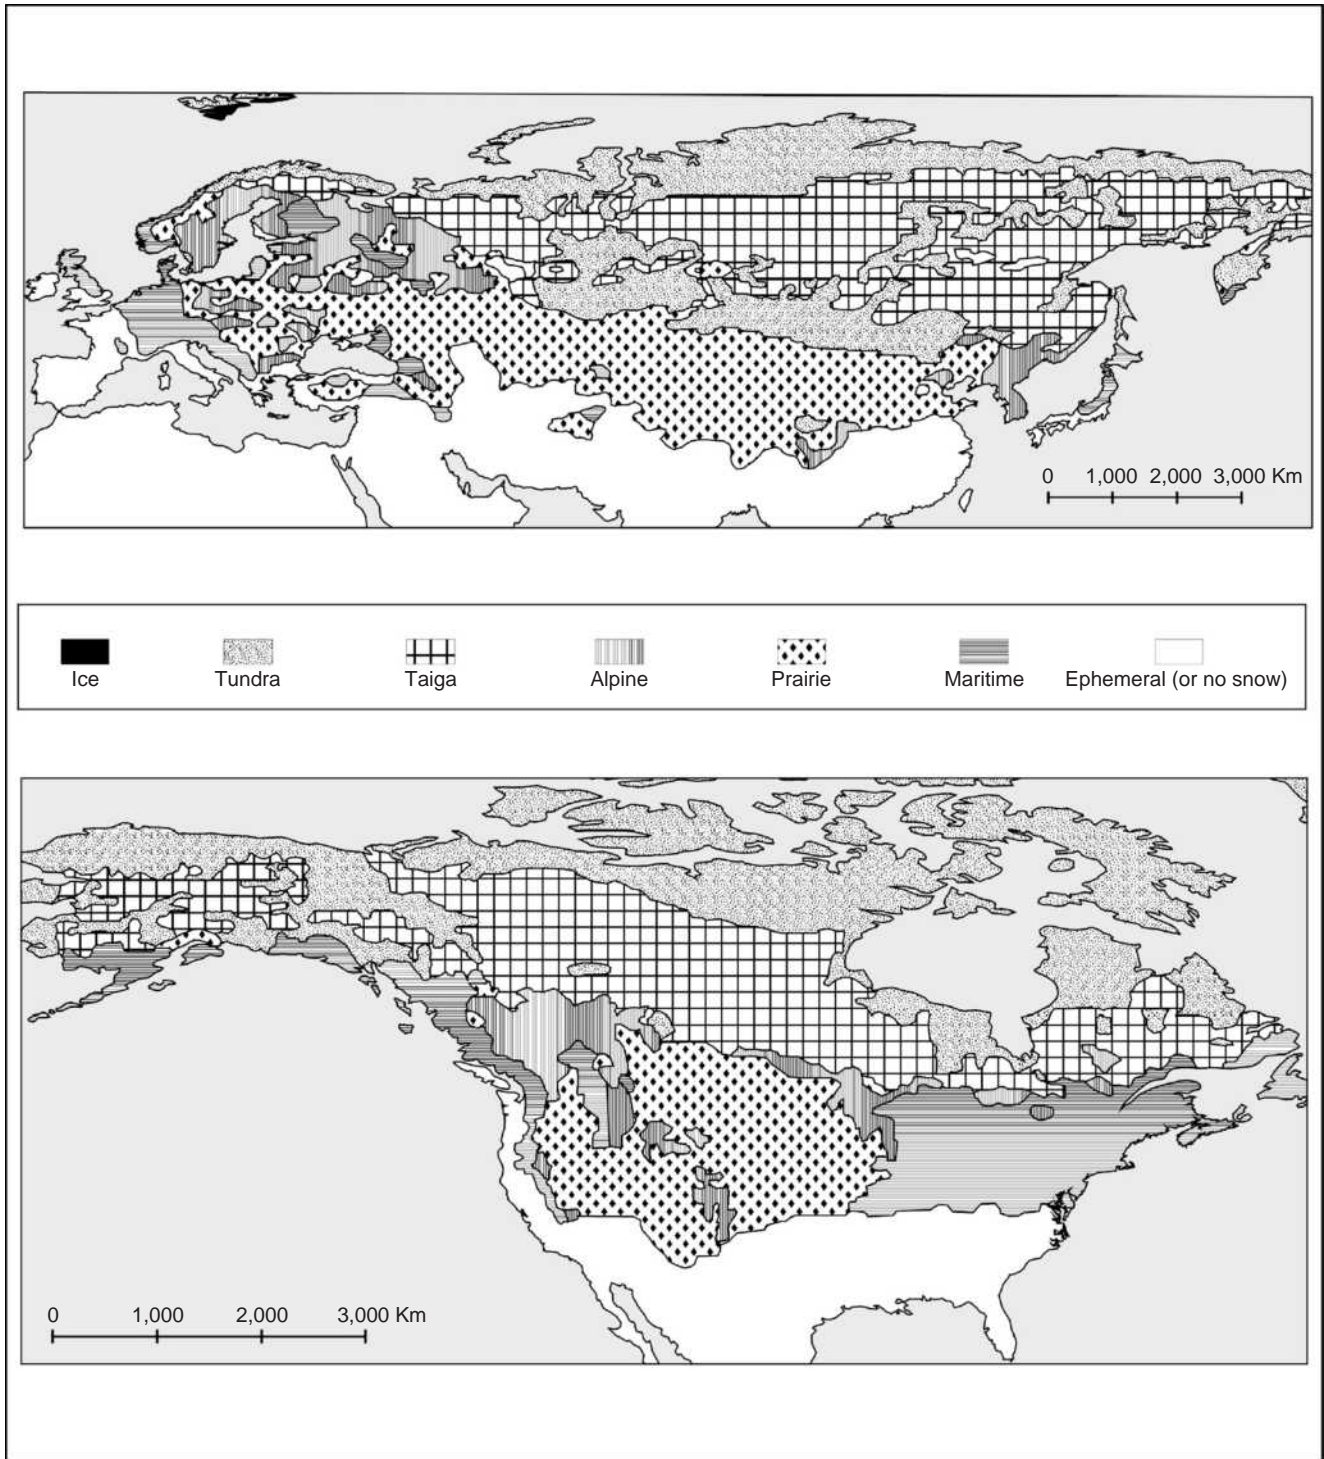 0 1,000 2,000 3,000 Km
Ice Tundra Taiga Alpine Prairie Maritime Ephemeral (or no snow)
0 1,000 2,000 3,000 Km